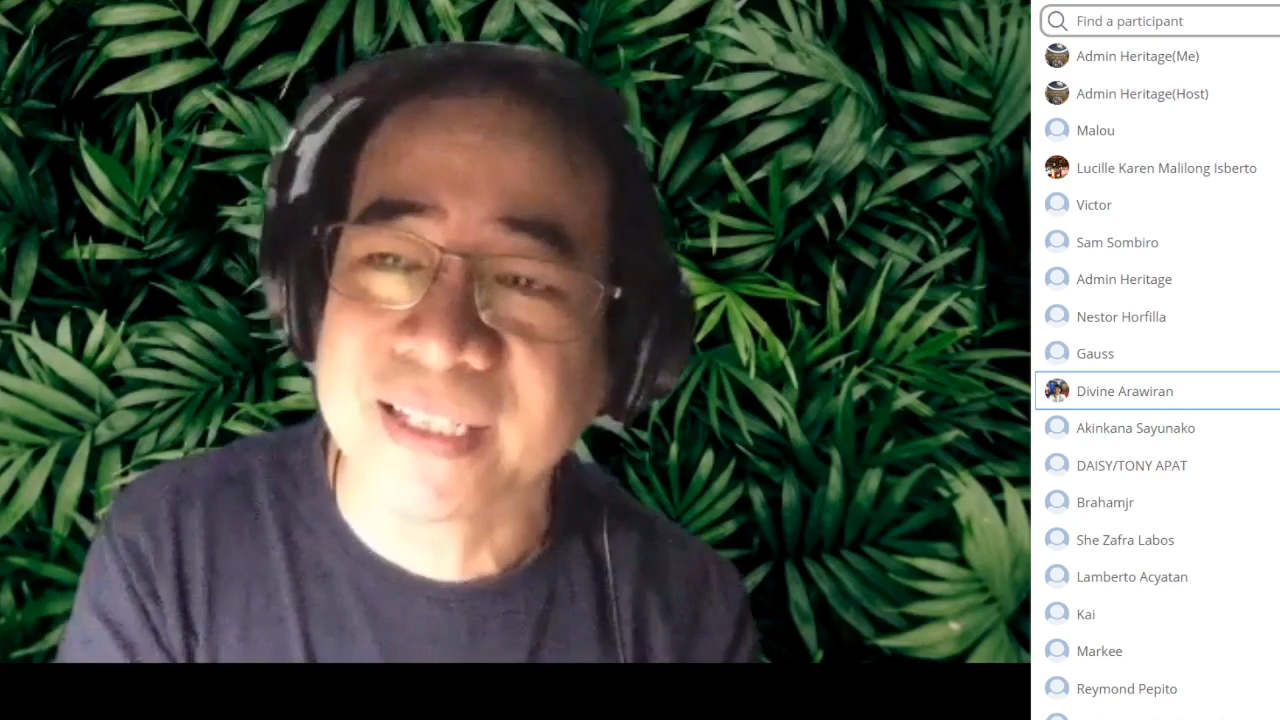 Find a participant
Admin Heritage(Me)
Admin Heritage(Host)
Malou
Lucille Karen Malilong Isberto
Victor
Sam Sombiro
Admin Heritage
Nestor Horfilla
Gauss
Divine Arawiran
Akinkana Sayunako
DAISY/TONY APAT
Brahamjr
She Zafra Labos
Lamberto Acyatan
Kai
Markee
Reymond Pepito